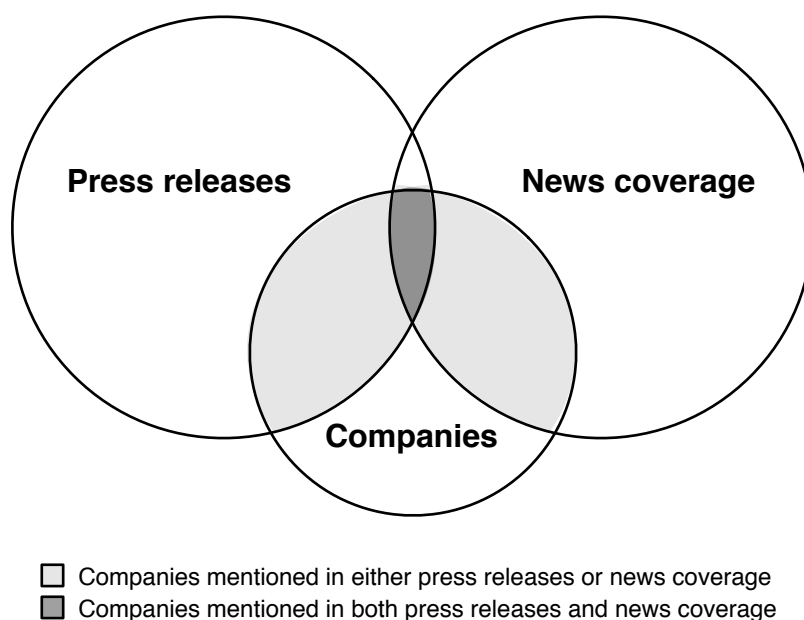 Press releases
News coverage
Companies
Companies mentioned in either press releases or news coverage
Companies mentioned in both press releases and news coverage